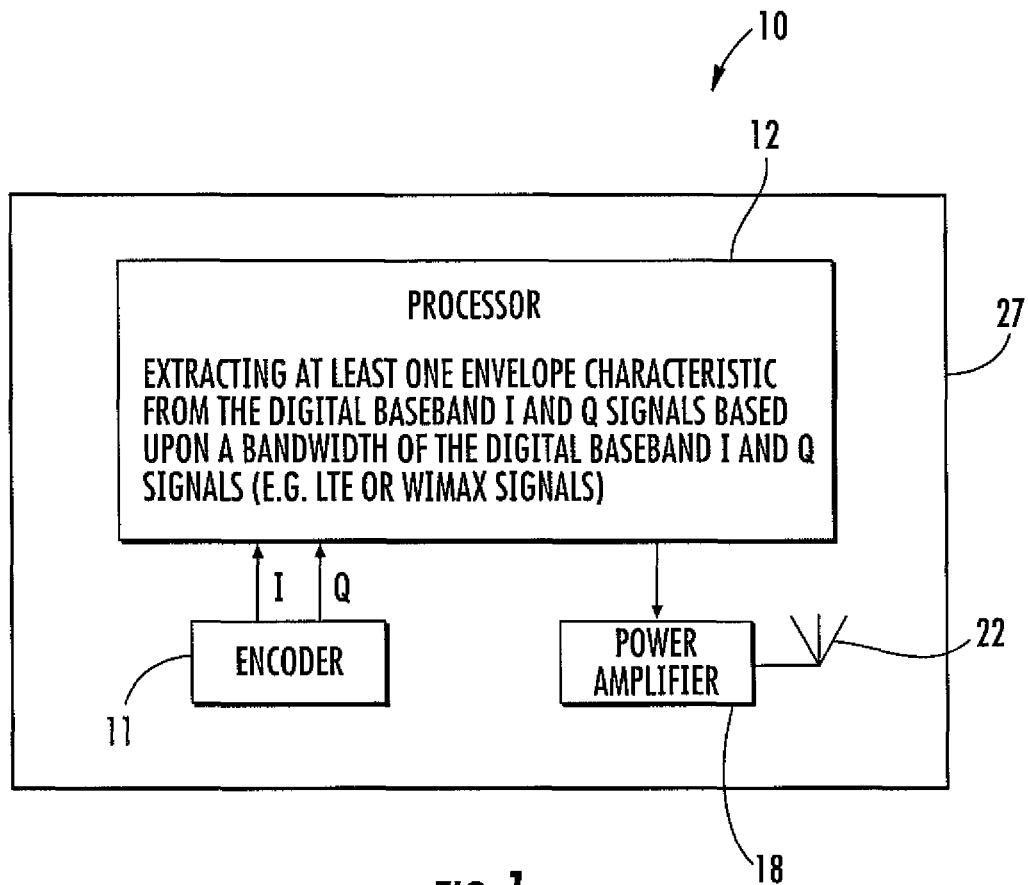 10
12
PROCESSOR
27
EXTRACTING AT LEAST ONE ENVELOPE CHARACTERISTIC
FROM THE DIGITAL BASEBAND I AND Q SIGNALS BASED
UPON A BANDWIDTH OF THE DIGITAL BASEBAND I AND Q
SIGNALS (E.G. LTE OR WIMAX SIGNALS)
I
Q
ENCODER
POWER
AMPLIFIER
22
11
18